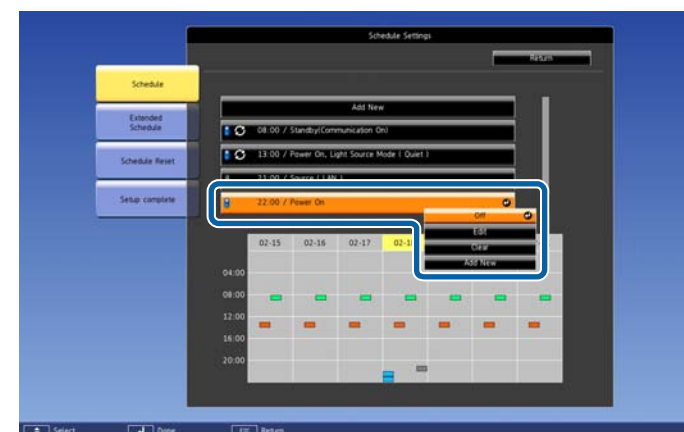 Schedule Settings
Return
Schedule
Extended
Schedule
Schedule Reset
Setup complete
Add New
08:00 / Standby(Communication On)
13:00 / Power On, Light Source Mode ( Quiet )
21:00 / Source ( LAN )
22:00 / Power On
Off
Edit
Clear
Add New
02-15 02-16 02-17
04:00
08:00
12:00
16:00
20:00
Select Done Esc Return